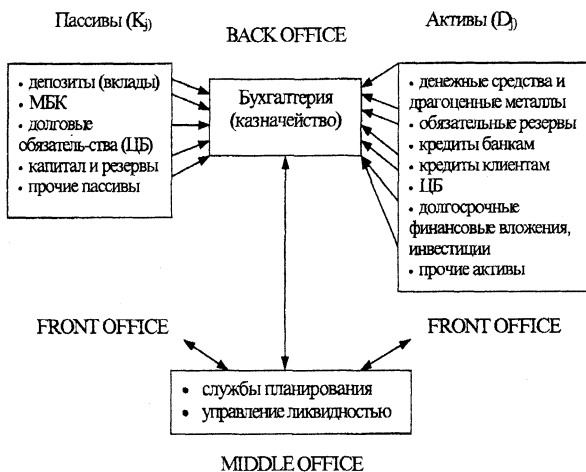 Пассивы (Kj)
BACK OFFICE
Активы (Dj)
• депозиты (вклады)
• МБК
• долговые
обязатель-ства (ЦБ)
• капитал и резервы
• прочие пассивы
Бухгалтерия
(казначейство)
• денежные средства и
драгоценные металлы
• обязательные резервы
• кредиты банкам
• кредиты клиентам
• ЦБ
• долгосрочные
финансовые вложения,
инвестиции
• прочие активы
FRONT OFFICE
FRONT OFFICE
• службы планирования
• управление ликвидностью
MIDDLE OFFICE